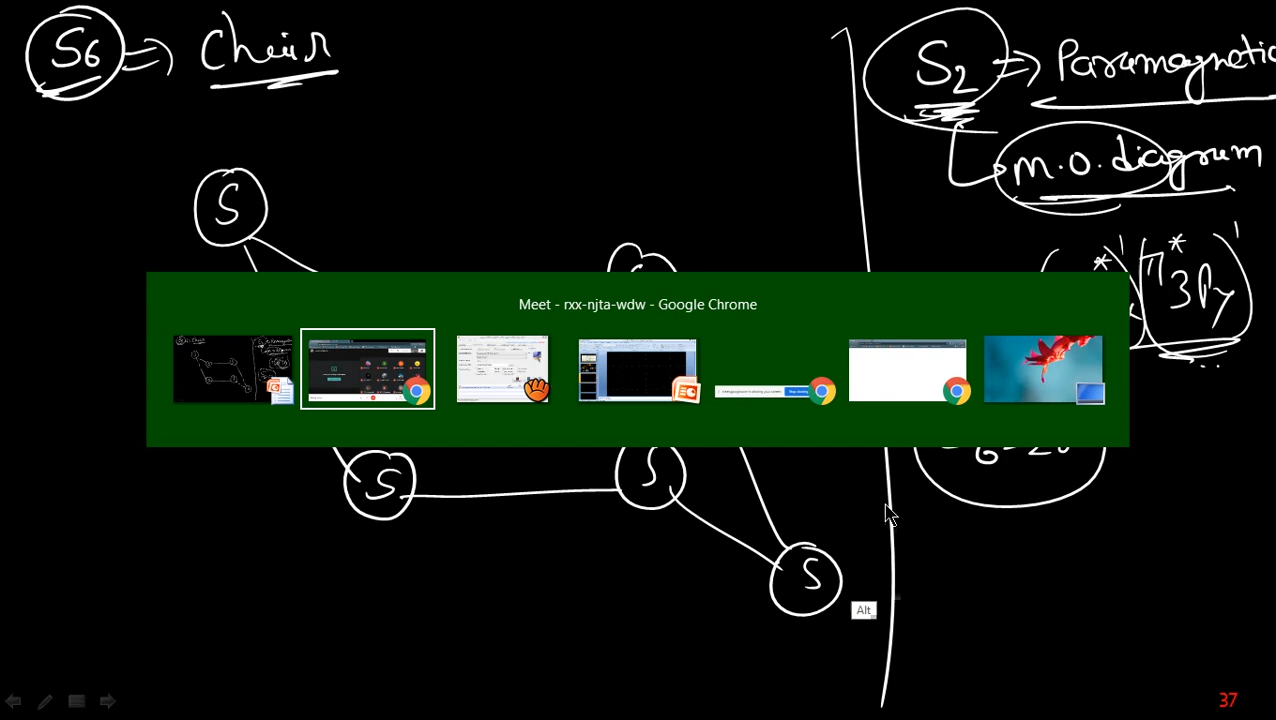 S6 => Chair
S2 => Paramagnetic
M.O. diagram
S
* ' π* 3Py '
Meet - rxx-njta-wdw - Google Chrome
S
S
S
Alt
37